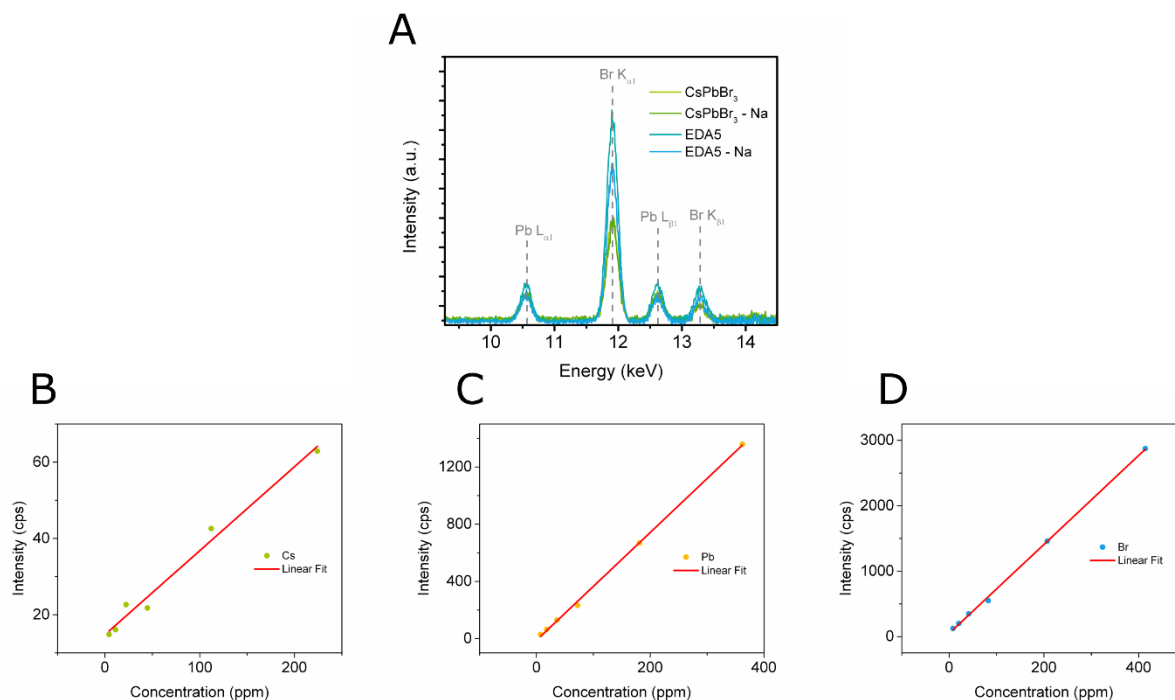 A
Br Kα1
CsPbBr3
CsPbBr3 - Na
EDA5
EDA5 - Na
Pb Lα1
Pb Lβ1
Br Kβ1
Intensity (a.u.)
10 11 12 13 14
Energy (keV)
B
60
40
20
Intensity (cps)
Cs
Linear Fit
0 100 200
Concentration (ppm)
C
1200
800
400
0
Intensity (cps)
Pb
Linear Fit
0 200 400
Concentration (ppm)
D
3000
2000
1000
0
Intensity (cps)
Br
Linear Fit
0 200 400
Concentration (ppm)